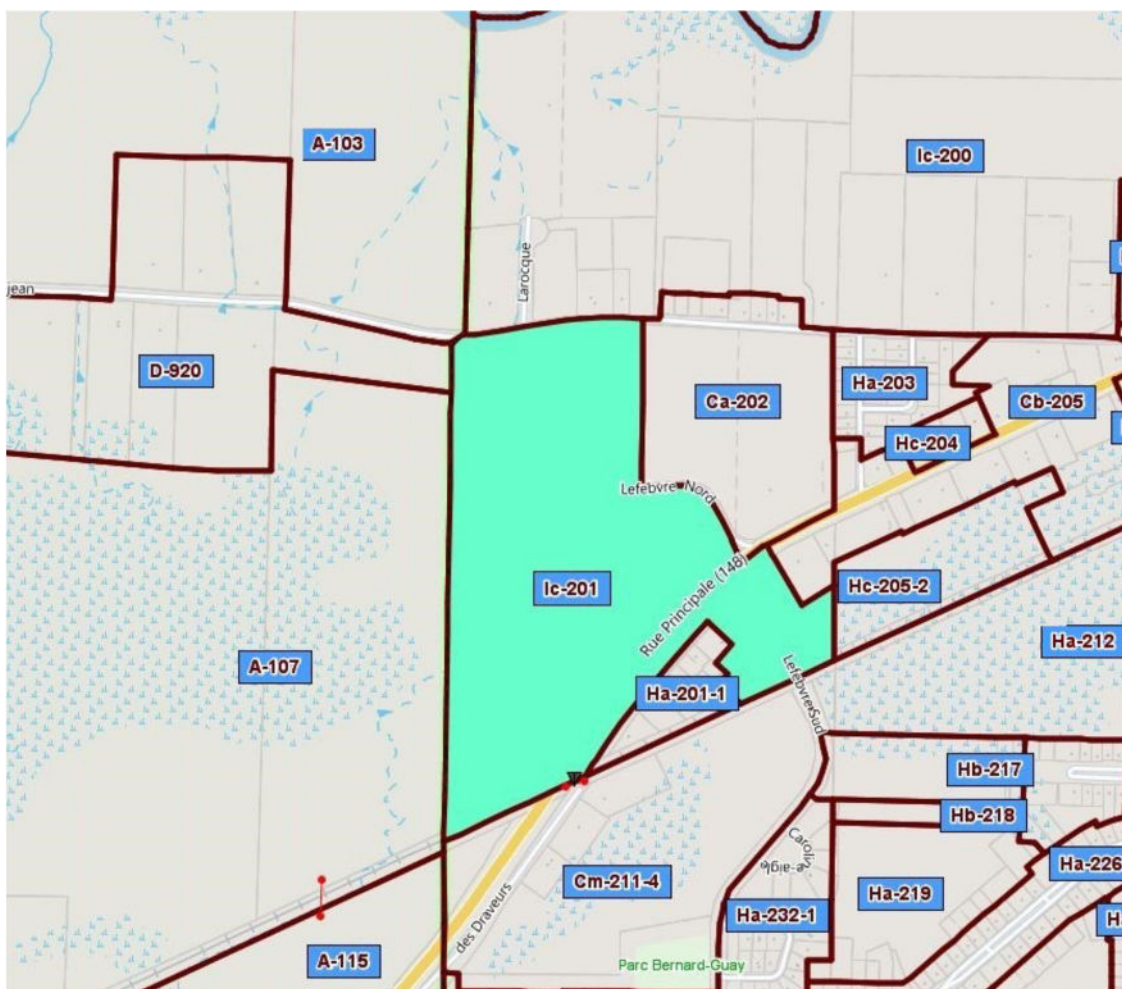 A-103
Ic-200
Larocque
jean
D-920
Ca-202
Ha-203
Cb-205
Hc-204
Lefebvre Nord
Ic-201
Rue Principale (148)
Hc-205-2
Ha-212
A-107
Ha-201-1
Lefebvre Sud
Hb-217
Hb-218
Ha-226
Cm-211-4
Ha-219
des Draveurs
Ha-232-1
A-115
Parc Bernard-Guay